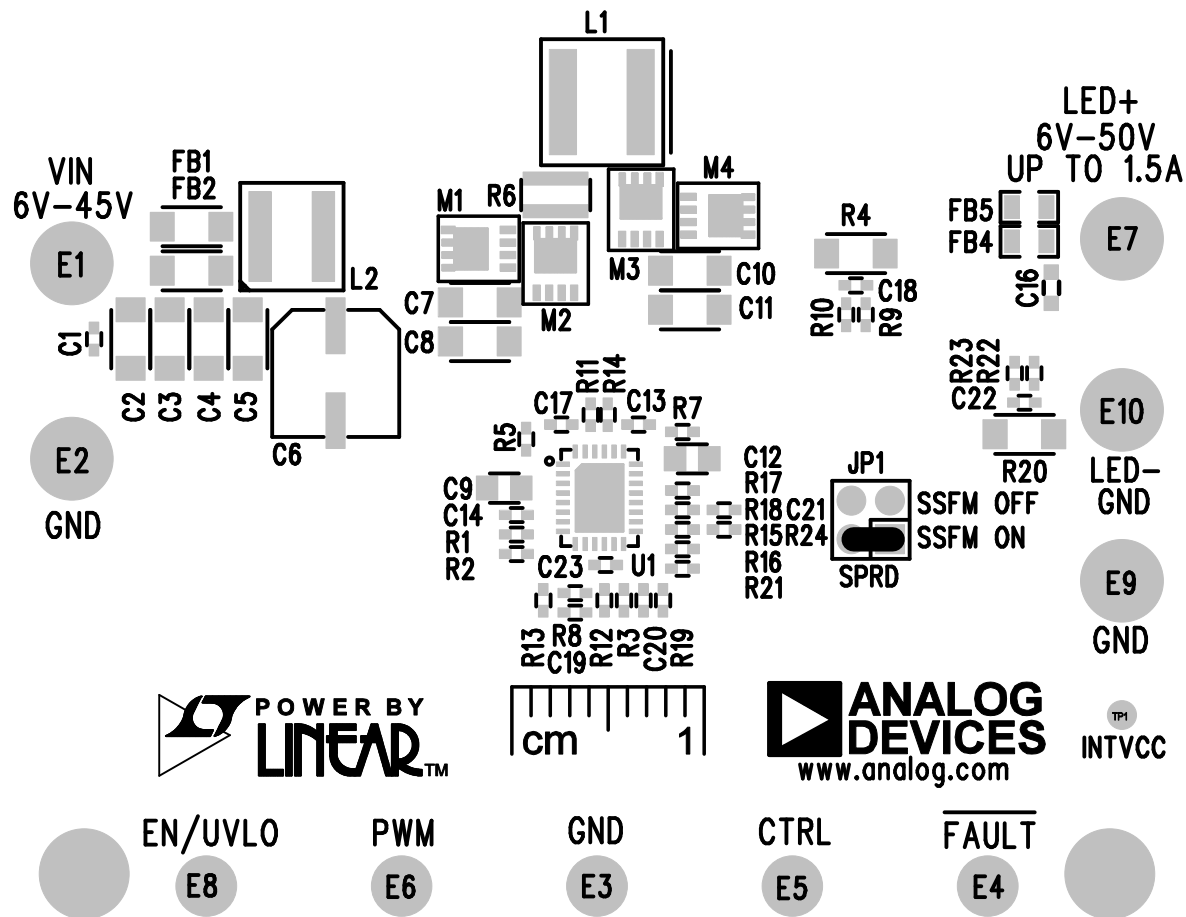 L1
LED+
6V-50V
UP TO 1.5A
VIN
6V-45V
FB1
FB2
R6
M1
M4
R4
FB5
FB4
E1
E7
L2
M3
M2
C10
C11
C7
C8
C18
R10
R9
C16
C1
C2
C3
C4
C5
C6
R11
R14
C17
C13
R7
R5
R23
R22
C22
R20
E10
LED-
GND
E2
GND
C9
C14
R1
R2
C12
R17
R18
C21
R15
R24
R16
R21
JP1
SSFM OFF
SSFM ON
SPRD
C23
U1
E9
GND
R13
R8
C19
R12
R3
C20
R19
POWER BY
LINEAR TM
cm 1
ANALOG
DEVICES
www.analog.com
TP1
INTVCC
EN/UVLO
PWM
GND
CTRL
FAULT
E8
E6
E3
E5
E4